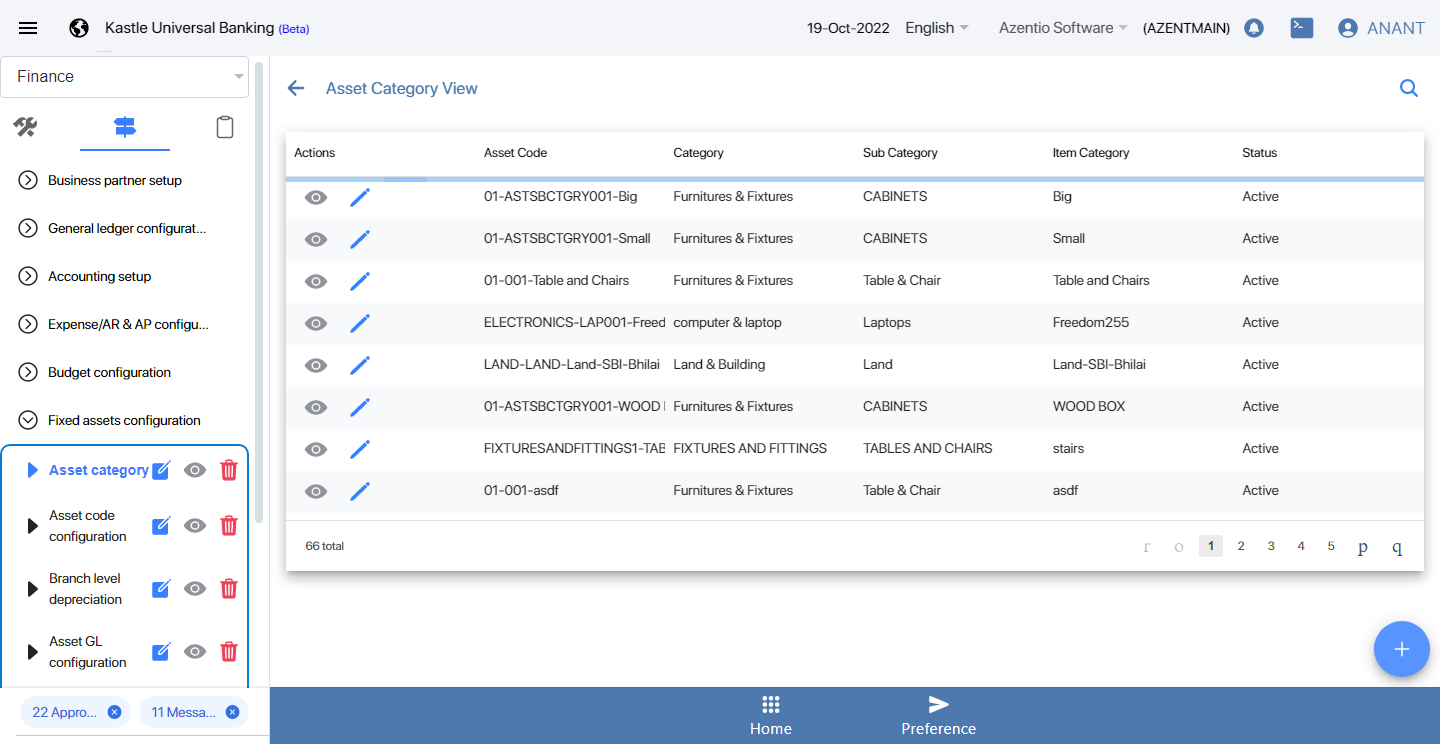 Kastle Universal Banking (Beta)
19-Oct-2022 English Azentio Software (AZENTMAIN) ANANT
Finance
Business partner setup
General ledger configurat...
Accounting setup
Expense/AR & AP configu...
Budget configuration
Fixed assets configuration
Asset category
Asset code
configuration
Branch level
depreciation
Asset GL
configuration
22 Appro...
11 Messa...
Asset Category View
Actions Asset Code Category Sub Category Item Category Status
01-ASTSBCTGRY001-Big Furnitures & Fixtures CABINETS Big Active
01-ASTSBCTGRY001-Small Furnitures & Fixtures CABINETS Small Active
01-001-Table and Chairs Furnitures & Fixtures Table & Chair Table and Chairs Active
ELECTRONICS-LAP001-Freed computer & laptop Laptops Freedom255 Active
LAND-LAND-Land-SBI-Bhilai Land & Building Land Land-SBI-Bhilai Active
01-ASTSBCTGRY001-WOOD Furnitures & Fixtures CABINETS WOOD BOX Active
FIXTURESANDFITTINGS1-TAB FIXTURES AND FITTINGS TABLES AND CHAIRS stairs Active
01-001-asdf Furnitures & Fixtures Table & Chair asdf Active
66 total r o 1 2 3 4 5 p q
Home
Preference